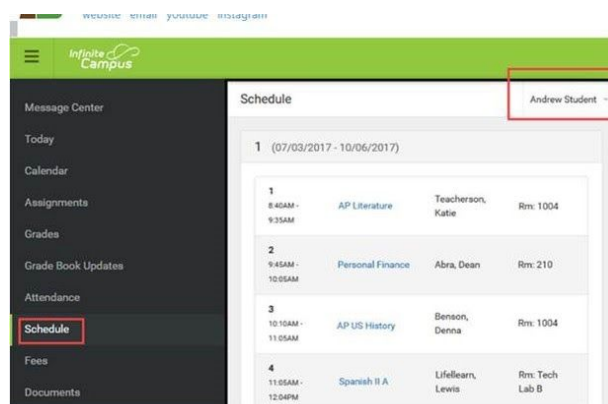 website email youtube instagram
Infinite
Campus
Message Center
Today
Calendar
Assignments
Grades
Grade Book Updates
Attendance
Schedule
Fees
Documents
Schedule
Andrew Student
1 (07/03/2017 - 10/06/2017)
1
8:40AM -
9:35AM
AP Literature
Teacherson,
Katie
Rm: 1004
2
9:45AM -
10:05AM
Personal Finance
Abra, Dean
Rm: 210
3
10:10AM -
11:05AM
AP US History
Benson,
Denna
Rm: 1004
4
11:05AM -
12:04PM
Spanish II A
Lifellearn,
Lewis
Rm: Tech
Lab B